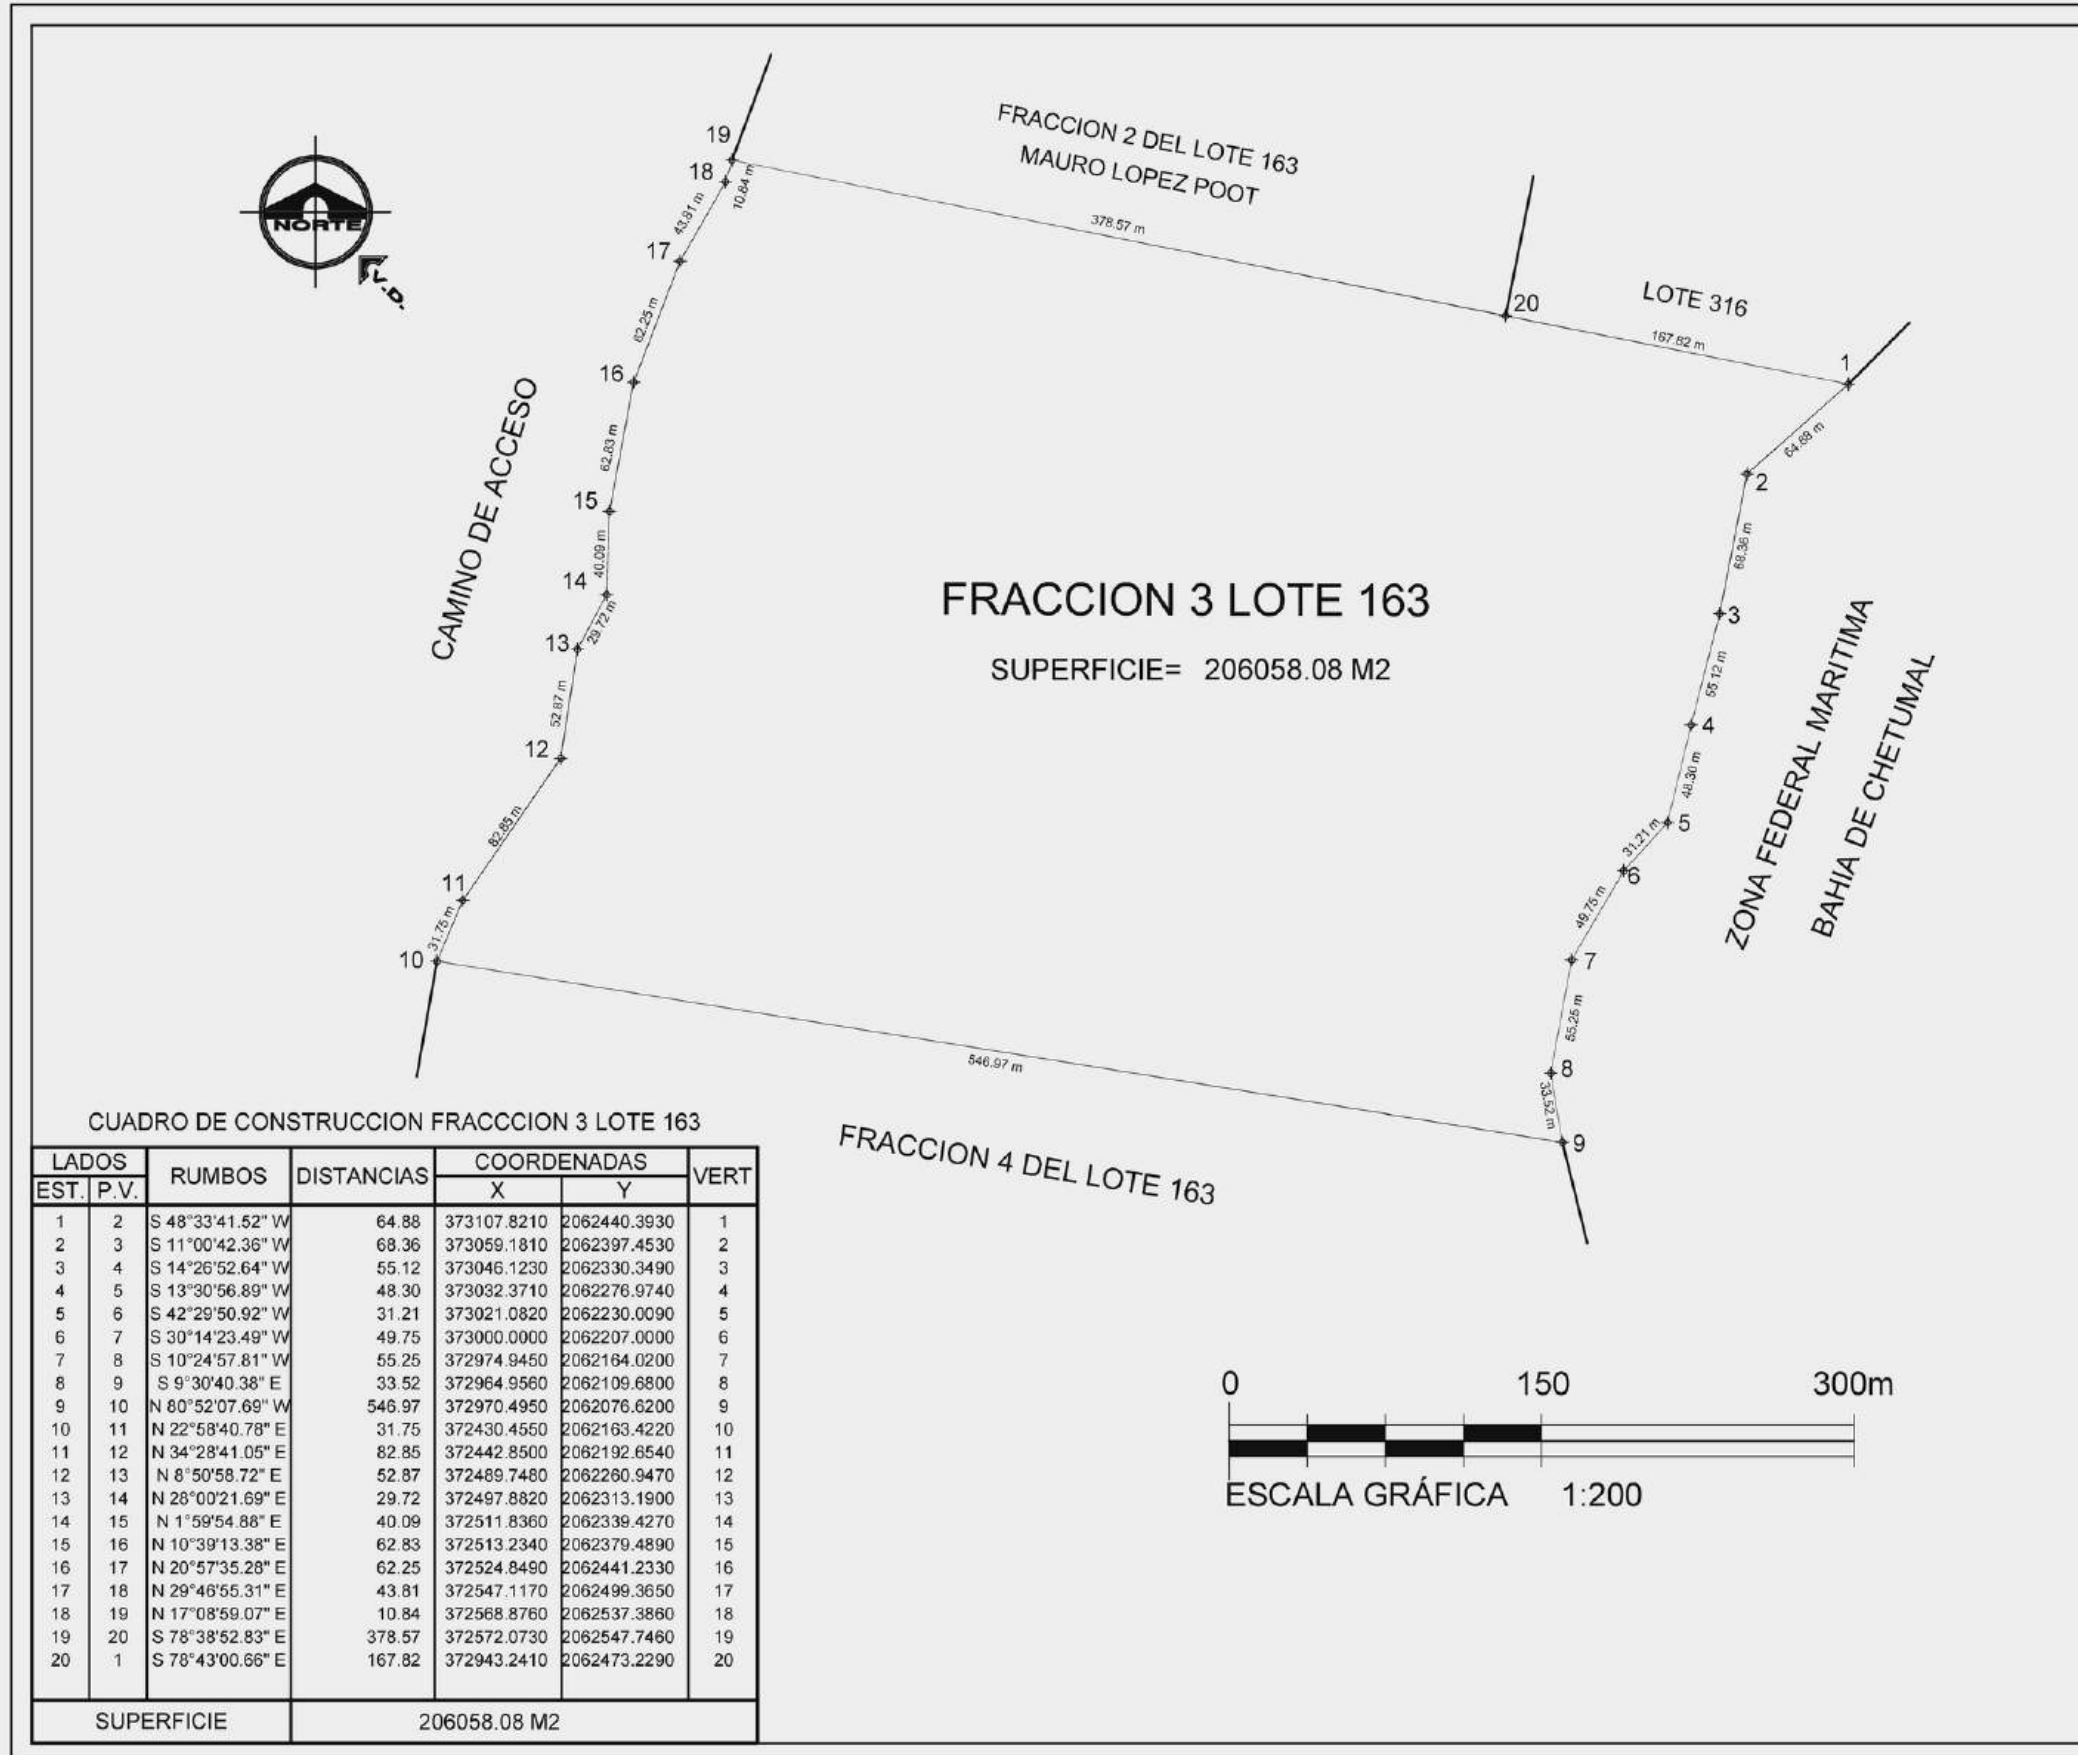 NORTE
V.D.
FRACCION 2 DEL LOTE 163
MAURO LOPEZ POOT
378.57 m
LOTE 316
167.82 m
19
18
10.84 m
43.81 m
17
62.25 m
16
62.83 m
15
40.09 m
14
29.72 m
13
52.87 m
12
82.85 m
11
31.75 m
10
20
1
64.88 m
2
68.36 m
3
55.12 m
4
48.30 m
5
31.21 m
6
49.75 m
7
55.25 m
8
33.52 m
9
CAMINO DE ACCESO
FRACCION 3 LOTE 163
SUPERFICIE= 206058.08 M2
ZONA FEDERAL MARITIMA
BAHIA DE CHETUMAL
546.97 m
FRACCION 4 DEL LOTE 163
CUADRO DE CONSTRUCCION FRACCCION 3 LOTE 163
LADOS RUMBOS DISTANCIAS COORDENADAS VERT
EST. P.V. X Y
1 2 S 48°33'41.52" W 64.88 373107.8210 2062440.3930 1
2 3 S 11°00'42.36" W 68.36 373059.1810 2062397.4530 2
3 4 S 14°26'52.64" W 55.12 373046.1230 2062330.3490 3
4 5 S 13°30'56.89" W 48.30 373032.3710 2062276.9740 4
5 6 S 42°29'50.92" W 31.21 373021.0820 2062230.0090 5
6 7 S 30°14'23.49" W 49.75 373000.0000 2062207.0000 6
7 8 S 10°24'57.81" W 55.25 372974.9450 2062164.0200 7
8 9 S 9°30'40.38" E 33.52 372964.9560 2062109.6800 8
9 10 N 80°52'07.69" W 546.97 372970.4950 2062076.6200 9
10 11 N 22°58'40.78" E 31.75 372430.4550 2062163.4220 10
11 12 N 34°28'41.05" E 82.85 372442.8500 2062192.6540 11
12 13 N 8°50'58.72" E 52.87 372489.7480 2062260.9470 12
13 14 N 28°00'21.69" E 29.72 372497.8820 2062313.1900 13
14 15 N 1°59'54.88" E 40.09 372511.8360 2062339.4270 14
15 16 N 10°39'13.38" E 62.83 372513.2340 2062379.4890 15
16 17 N 20°57'35.28" E 62.25 372524.8490 2062441.2330 16
17 18 N 29°46'55.31" E 43.81 372547.1170 2062499.3650 17
18 19 N 17°08'59.07" E 10.84 372568.8760 2062537.3860 18
19 20 S 78°38'52.83" E 378.57 372572.0730 2062547.7460 19
20 1 S 78°43'00.66" E 167.82 372943.2410 2062473.2290 20
SUPERFICIE 206058.08 M2
0 150 300m
ESCALA GRÁFICA 1:200